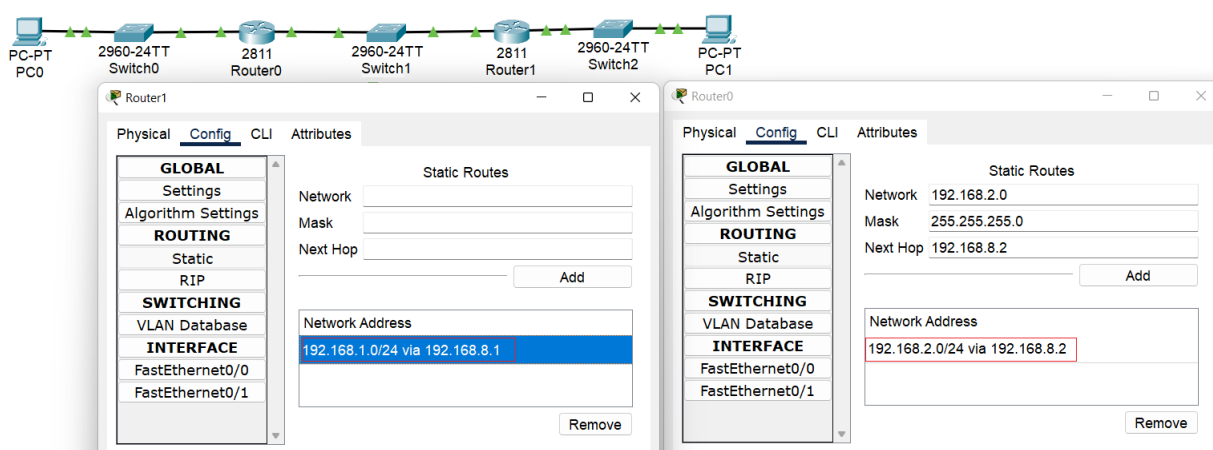 PC-PT
PC0
2960-24TT
Switch0
2811
Router0
2960-24TT
Switch1
2811
Router1
2960-24TT
Switch2
PC-PT
PC1
Router1
Physical Config CLI Attributes
GLOBAL
Settings
Algorithm Settings
ROUTING
Static
RIP
SWITCHING
VLAN Database
INTERFACE
FastEthernet0/0
FastEthernet0/1
Static Routes
Network
Mask
Next Hop
Add
Network Address
192.168.1.0/24 via 192.168.8.1
Remove
Router0
Physical Config CLI Attributes
GLOBAL
Settings
Algorithm Settings
ROUTING
Static
RIP
SWITCHING
VLAN Database
INTERFACE
FastEthernet0/0
FastEthernet0/1
Static Routes
Network 192.168.2.0
Mask 255.255.255.0
Next Hop 192.168.8.2
Add
Network Address
192.168.2.0/24 via 192.168.8.2
Remove